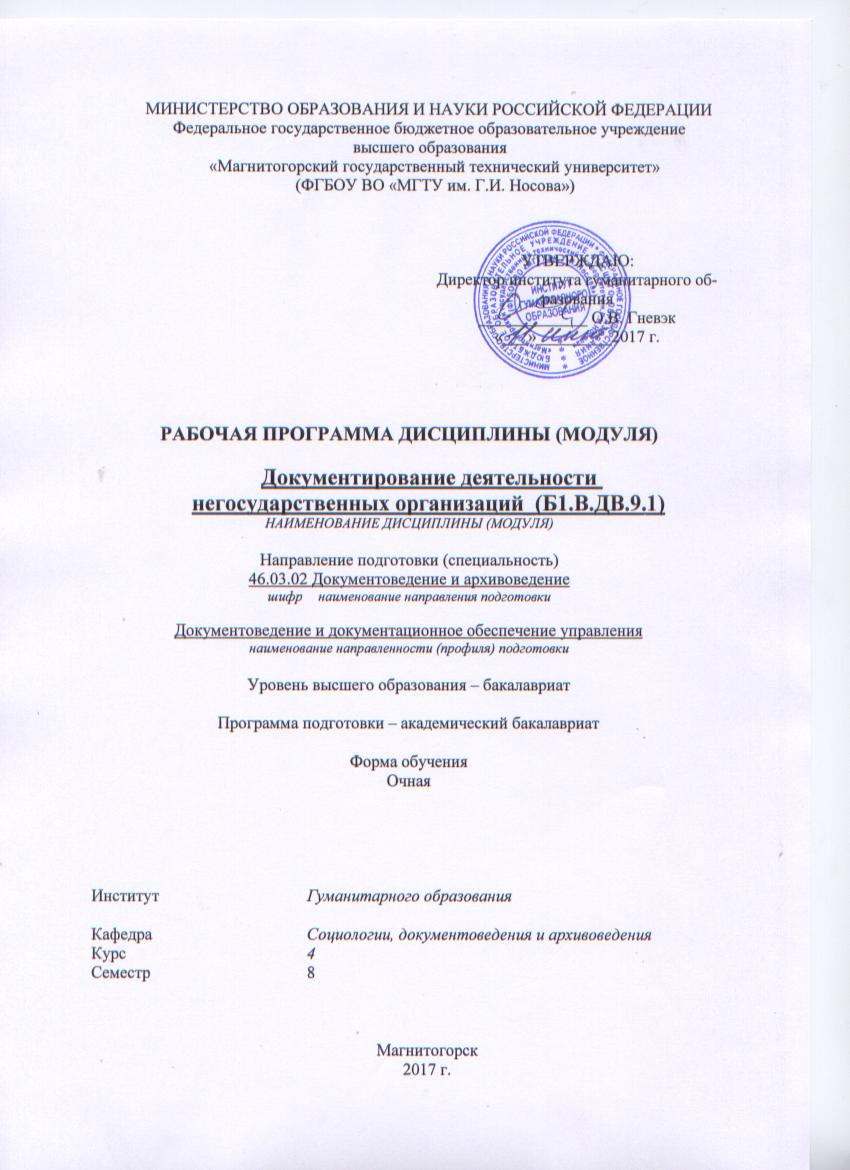 МИНИСТЕРСТВО ОБРАЗОВАНИЯ И НАУКИ РОССИЙСКОЙ ФЕДЕРАЦИИ
Федеральное государственное бюджетное образовательное учреждение
высшего образования
«Магнитогорский государственный технический университет»
(ФГБОУ ВО «МГТУ им. Г.И. Носова»)
УТВЕРЖДАЮ:
Директор института гуманитарного об-
разования
О.В. Гневэк
2017 г.
ИНСТИТУТ
ГУМАНИТАРНОГО
ОБРАЗОВАНИЯ
РАБОЧАЯ ПРОГРАММА ДИСЦИПЛИНЫ (МОДУЛЯ)
Документирование деятельности
негосударственных организаций (Б1.В.ДВ.9.1)
НАИМЕНОВАНИЕ ДИСЦИПЛИНЫ (МОДУЛЯ)
Направление подготовки (специальность)
46.03.02 Документоведение и архивоведение
шифр наименование направления подготовки
Документоведение и документационное обеспечение управления
наименование направленности (профиля) подготовки
Уровень высшего образования – бакалавриат
Программа подготовки – академический бакалавриат
Форма обучения
Очная
Институт Гуманитарного образования
Кафедра Социологии, документоведения и архивоведения
Курс 4
Семестр 8
Магнитогорск
2017 г.